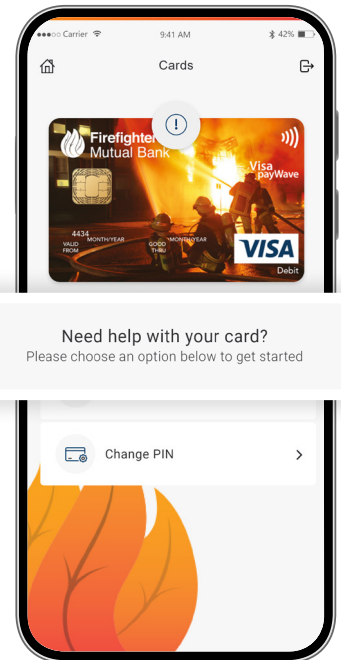 Carrier 9:41 AM 42%
Cards
Firefighter
Mutual Bank
Visa
payWave
4434
MONTH/YEAR MONTH/YEAR
VALID
FROM
GOOD
THRU
VISA
Debit
Need help with your card?
Please choose an option below to get started
Change PIN